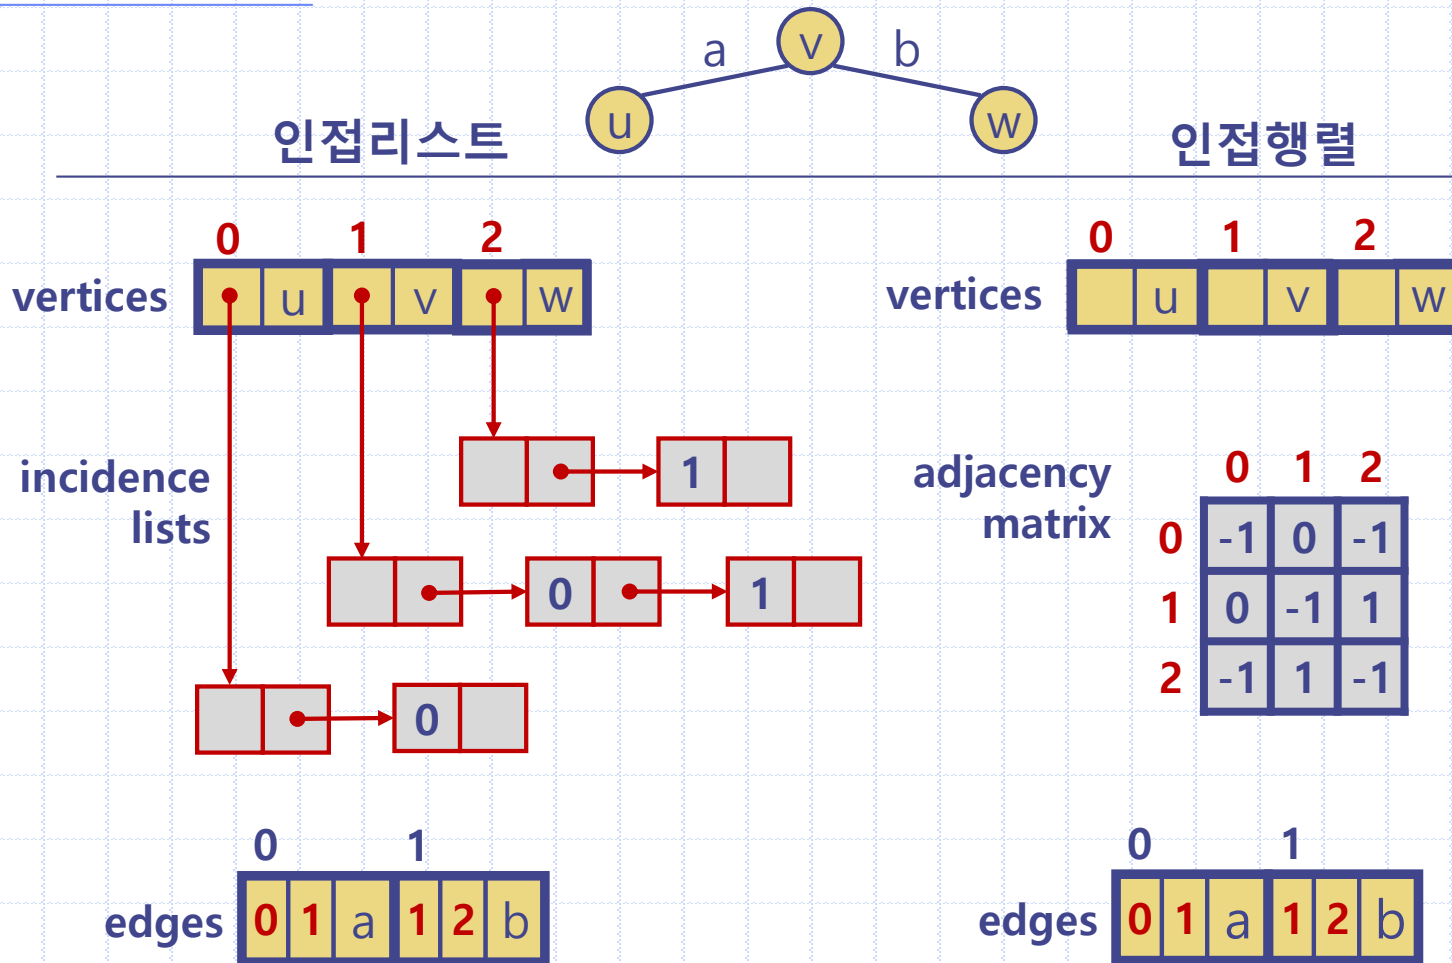 v
a
b
u
w
인접리스트
인접행렬
0 1 2
vertices u v w
incidence
lists
1
0 1
0
0 1
edges 0 1 a 1 2 b
0 1 2
vertices u v w
adjacency
matrix
0 1 2
0 -1 0 -1
1 0 -1 1
2 -1 1 -1
0 1
edges 0 1 a 1 2 b